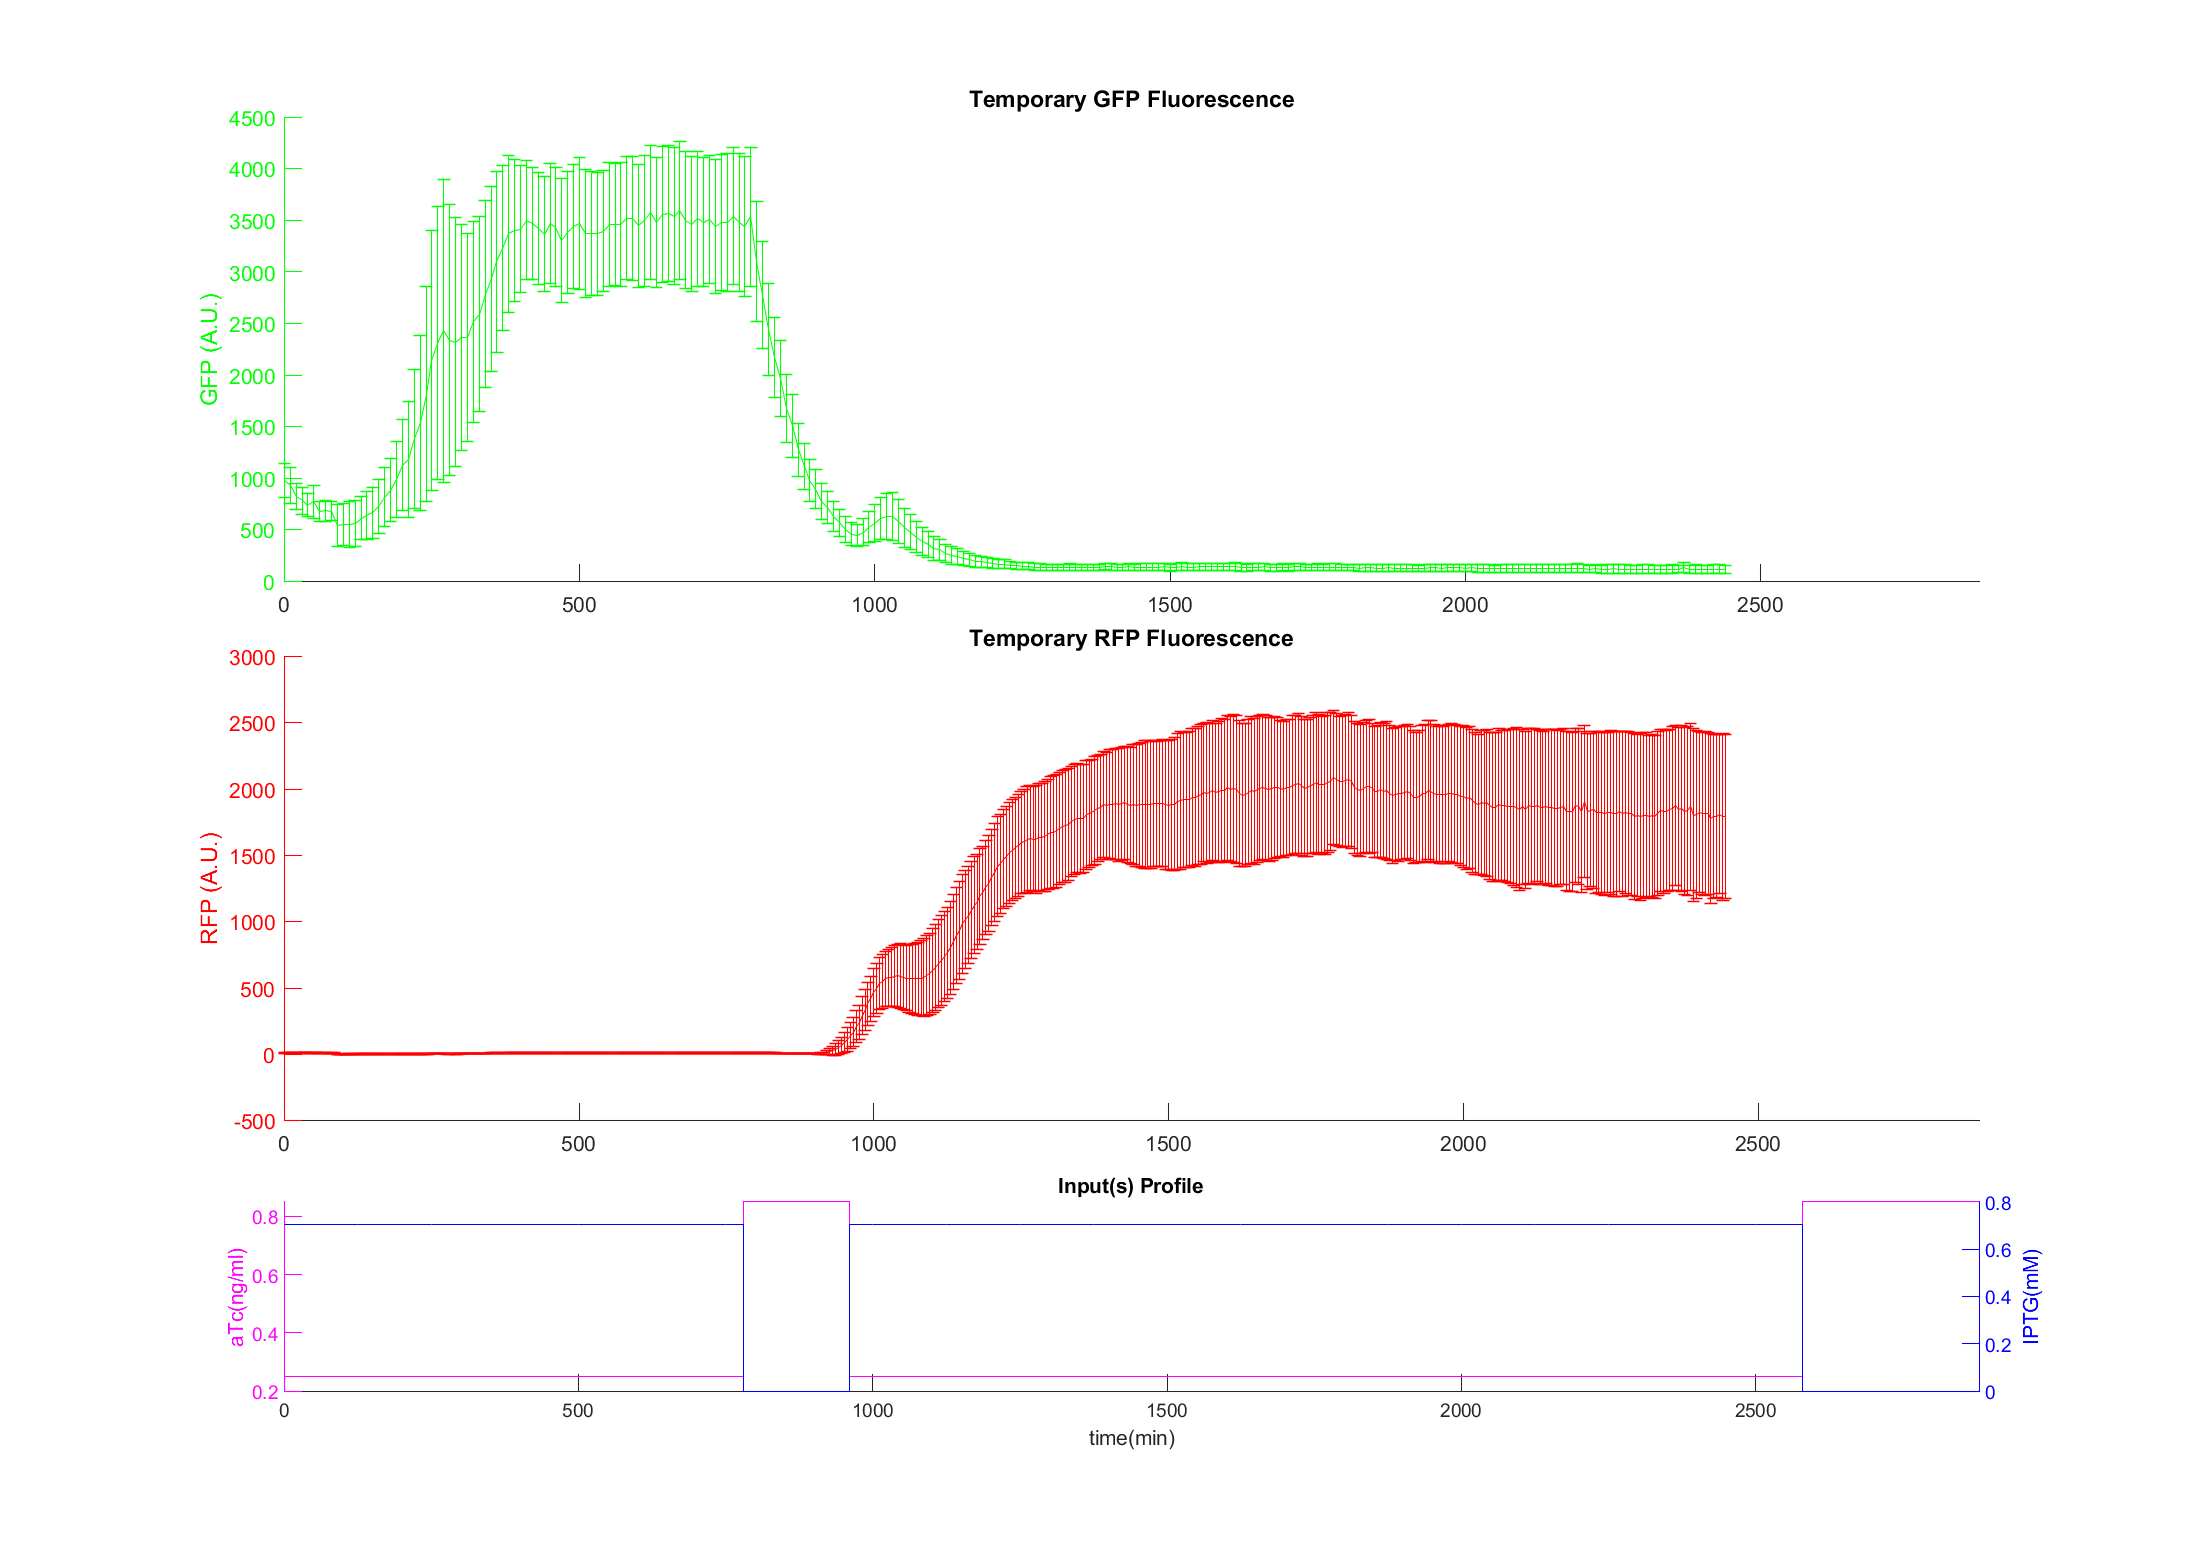 Temporary GFP Fluorescence
4500
4000
3500
3000
2500
2000
1500
1000
500
0
GFP (A.U.)
0 500 1000 1500 2000 2500
Temporary RFP Fluorescence
3000
2500
2000
1500
1000
500
0
-500
RFP (A.U.)
0 500 1000 1500 2000 2500
Input(s) Profile
0.8
0.6
0.4
0.2
aTc(ng/ml)
0.8
0.6
0.4
0.2
0
IPTG(mM)
0 500 1000 1500 2000 2500
time(min)